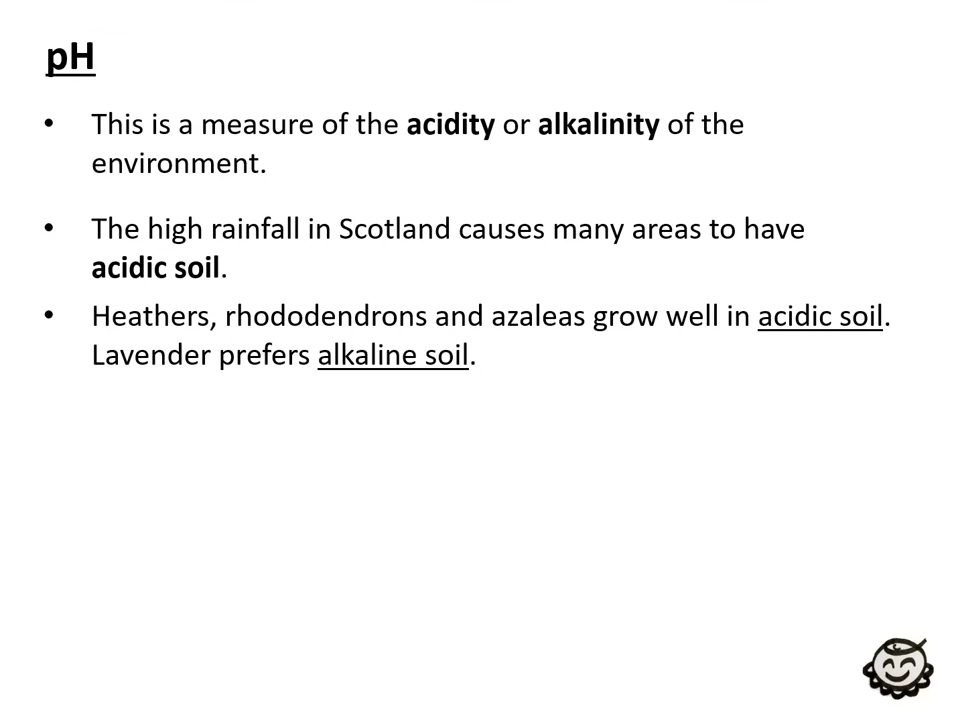 pH
• This is a measure of the acidity or alkalinity of the
environment.
• The high rainfall in Scotland causes many areas to have
acidic soil.
• Heathers, rhododendrons and azaleas grow well in acidic soil.
Lavender prefers alkaline soil.